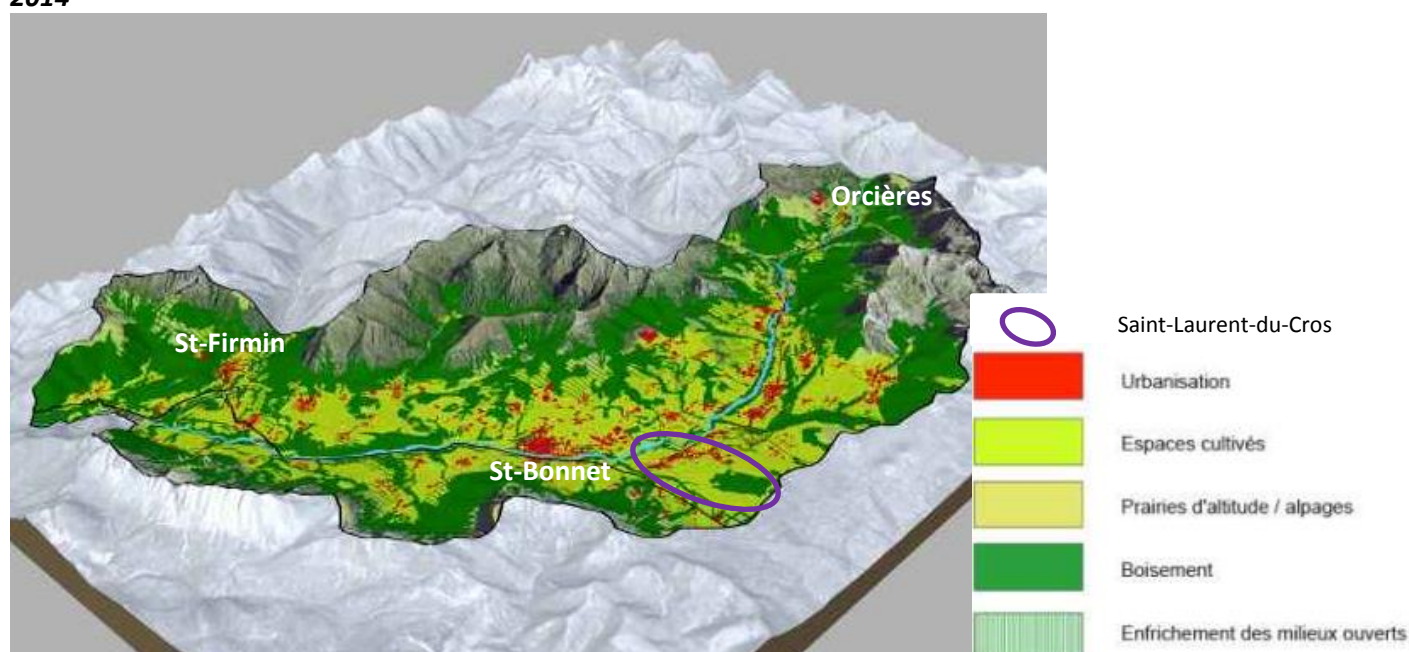 2014
Orcières
St-Firmin
St-Bonnet
Saint-Laurent-du-Cros
Urbanisation
Espaces cultivés
Prairies d'altitude / alpages
Boisement
Enfrichement des milieux ouverts